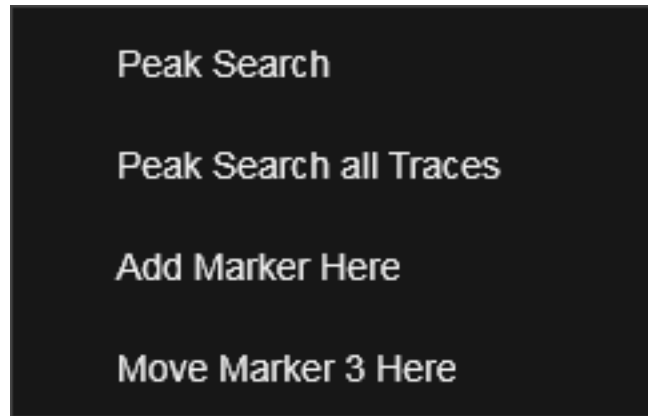 Peak Search
Peak Search all Traces
Add Marker Here
Move Marker 3 Here